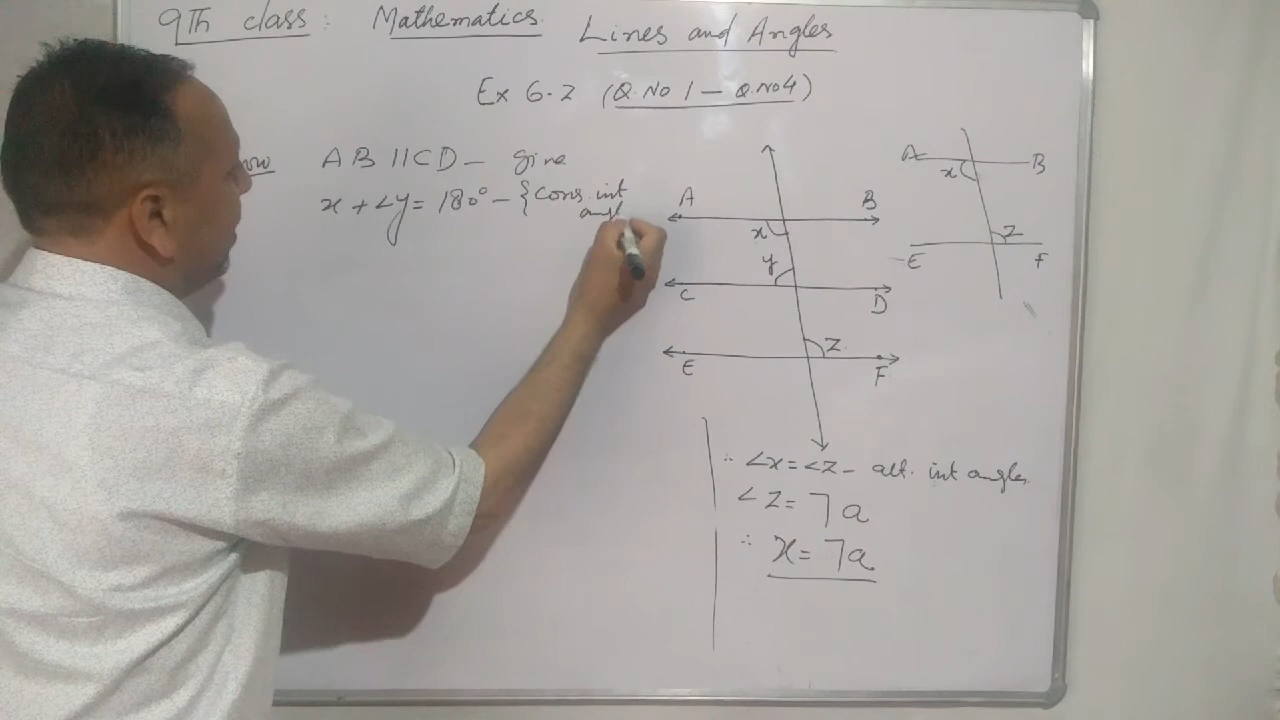 9Th class: Mathematics. Lines and Angles
Ex 6.2 (Q.No 1 – Q.No4)
now AB || CD – give
x + ∠y = 180° – {Cons. int
angl
A B
x
y
C D
z
E F
A B
x
z
E F
∴ ∠x = ∠z – alt. int angles
∠z = 7a
∴ x = 7a